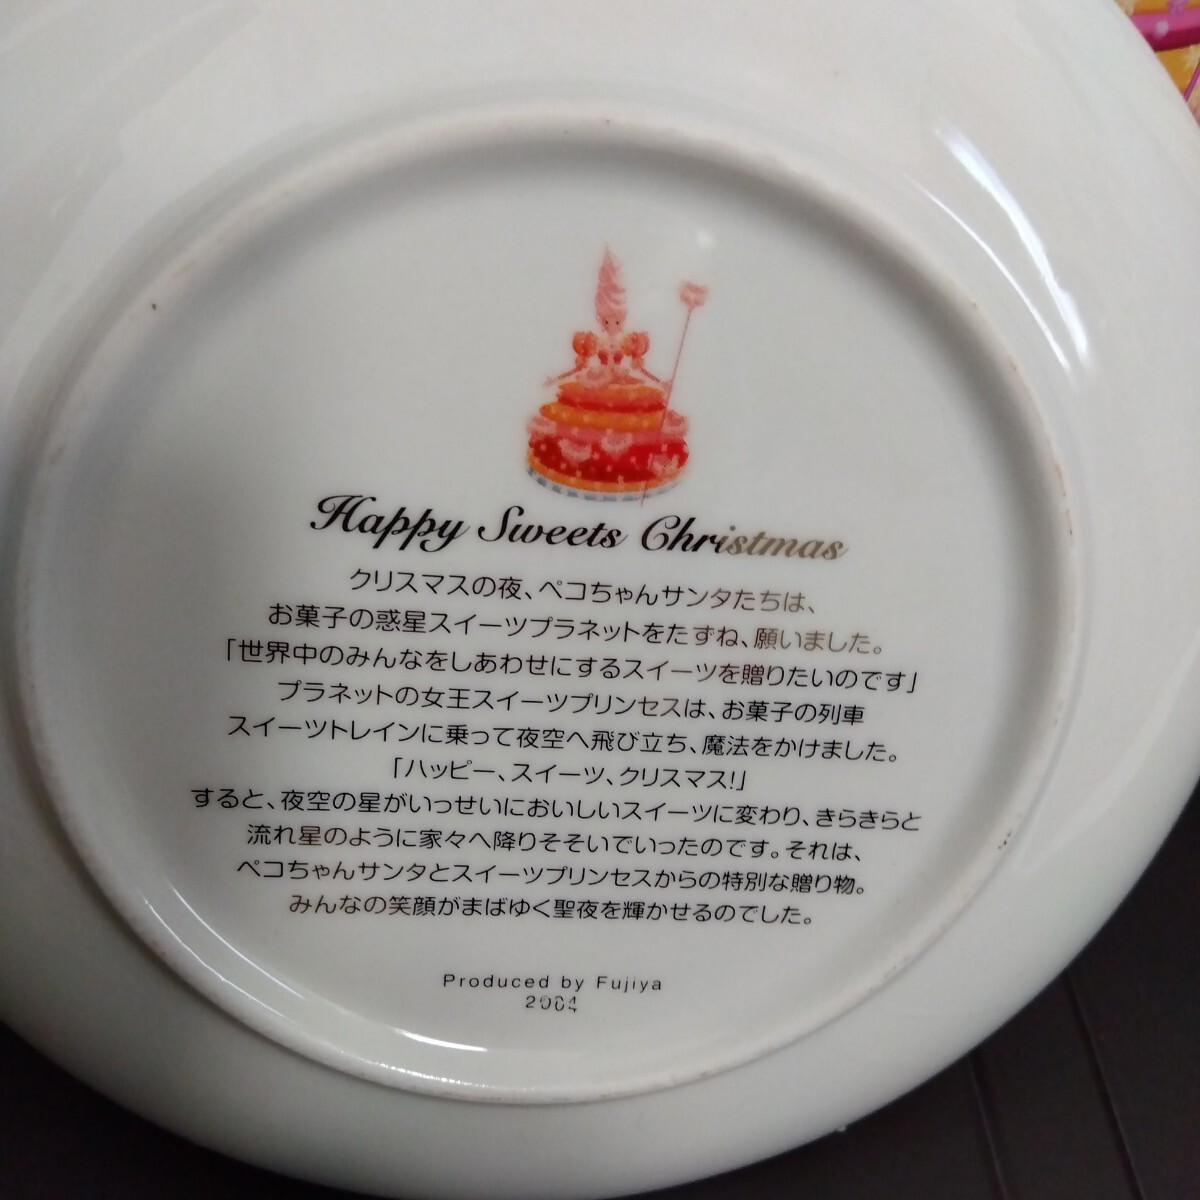 Happy Sweets Christmas
クリスマスの夜、ペコちゃんサンタたちは、
お菓子の惑星スイーツプラネットをたずね、願いました。
「世界中のみんなをしあわせにするスイーツを贈りたいのです」
プラネットの女王スイーツプリンセスは、お菓子の列車
スイーツトレインに乗って夜空へ飛び立ち、魔法をかけました。
「ハッピー、スイーツ、クリスマス!」
すると、夜空の星がいっせいにおいしいスイーツに変わり、きらきらと
流れ星のように家々へ降りそそいでいったのです。それは、
ペコちゃんサンタとスイーツプリンセスからの特別な贈り物。
みんなの笑顔がまばゆく聖夜を輝かせるのでした。
Produced by Fujiya
2004